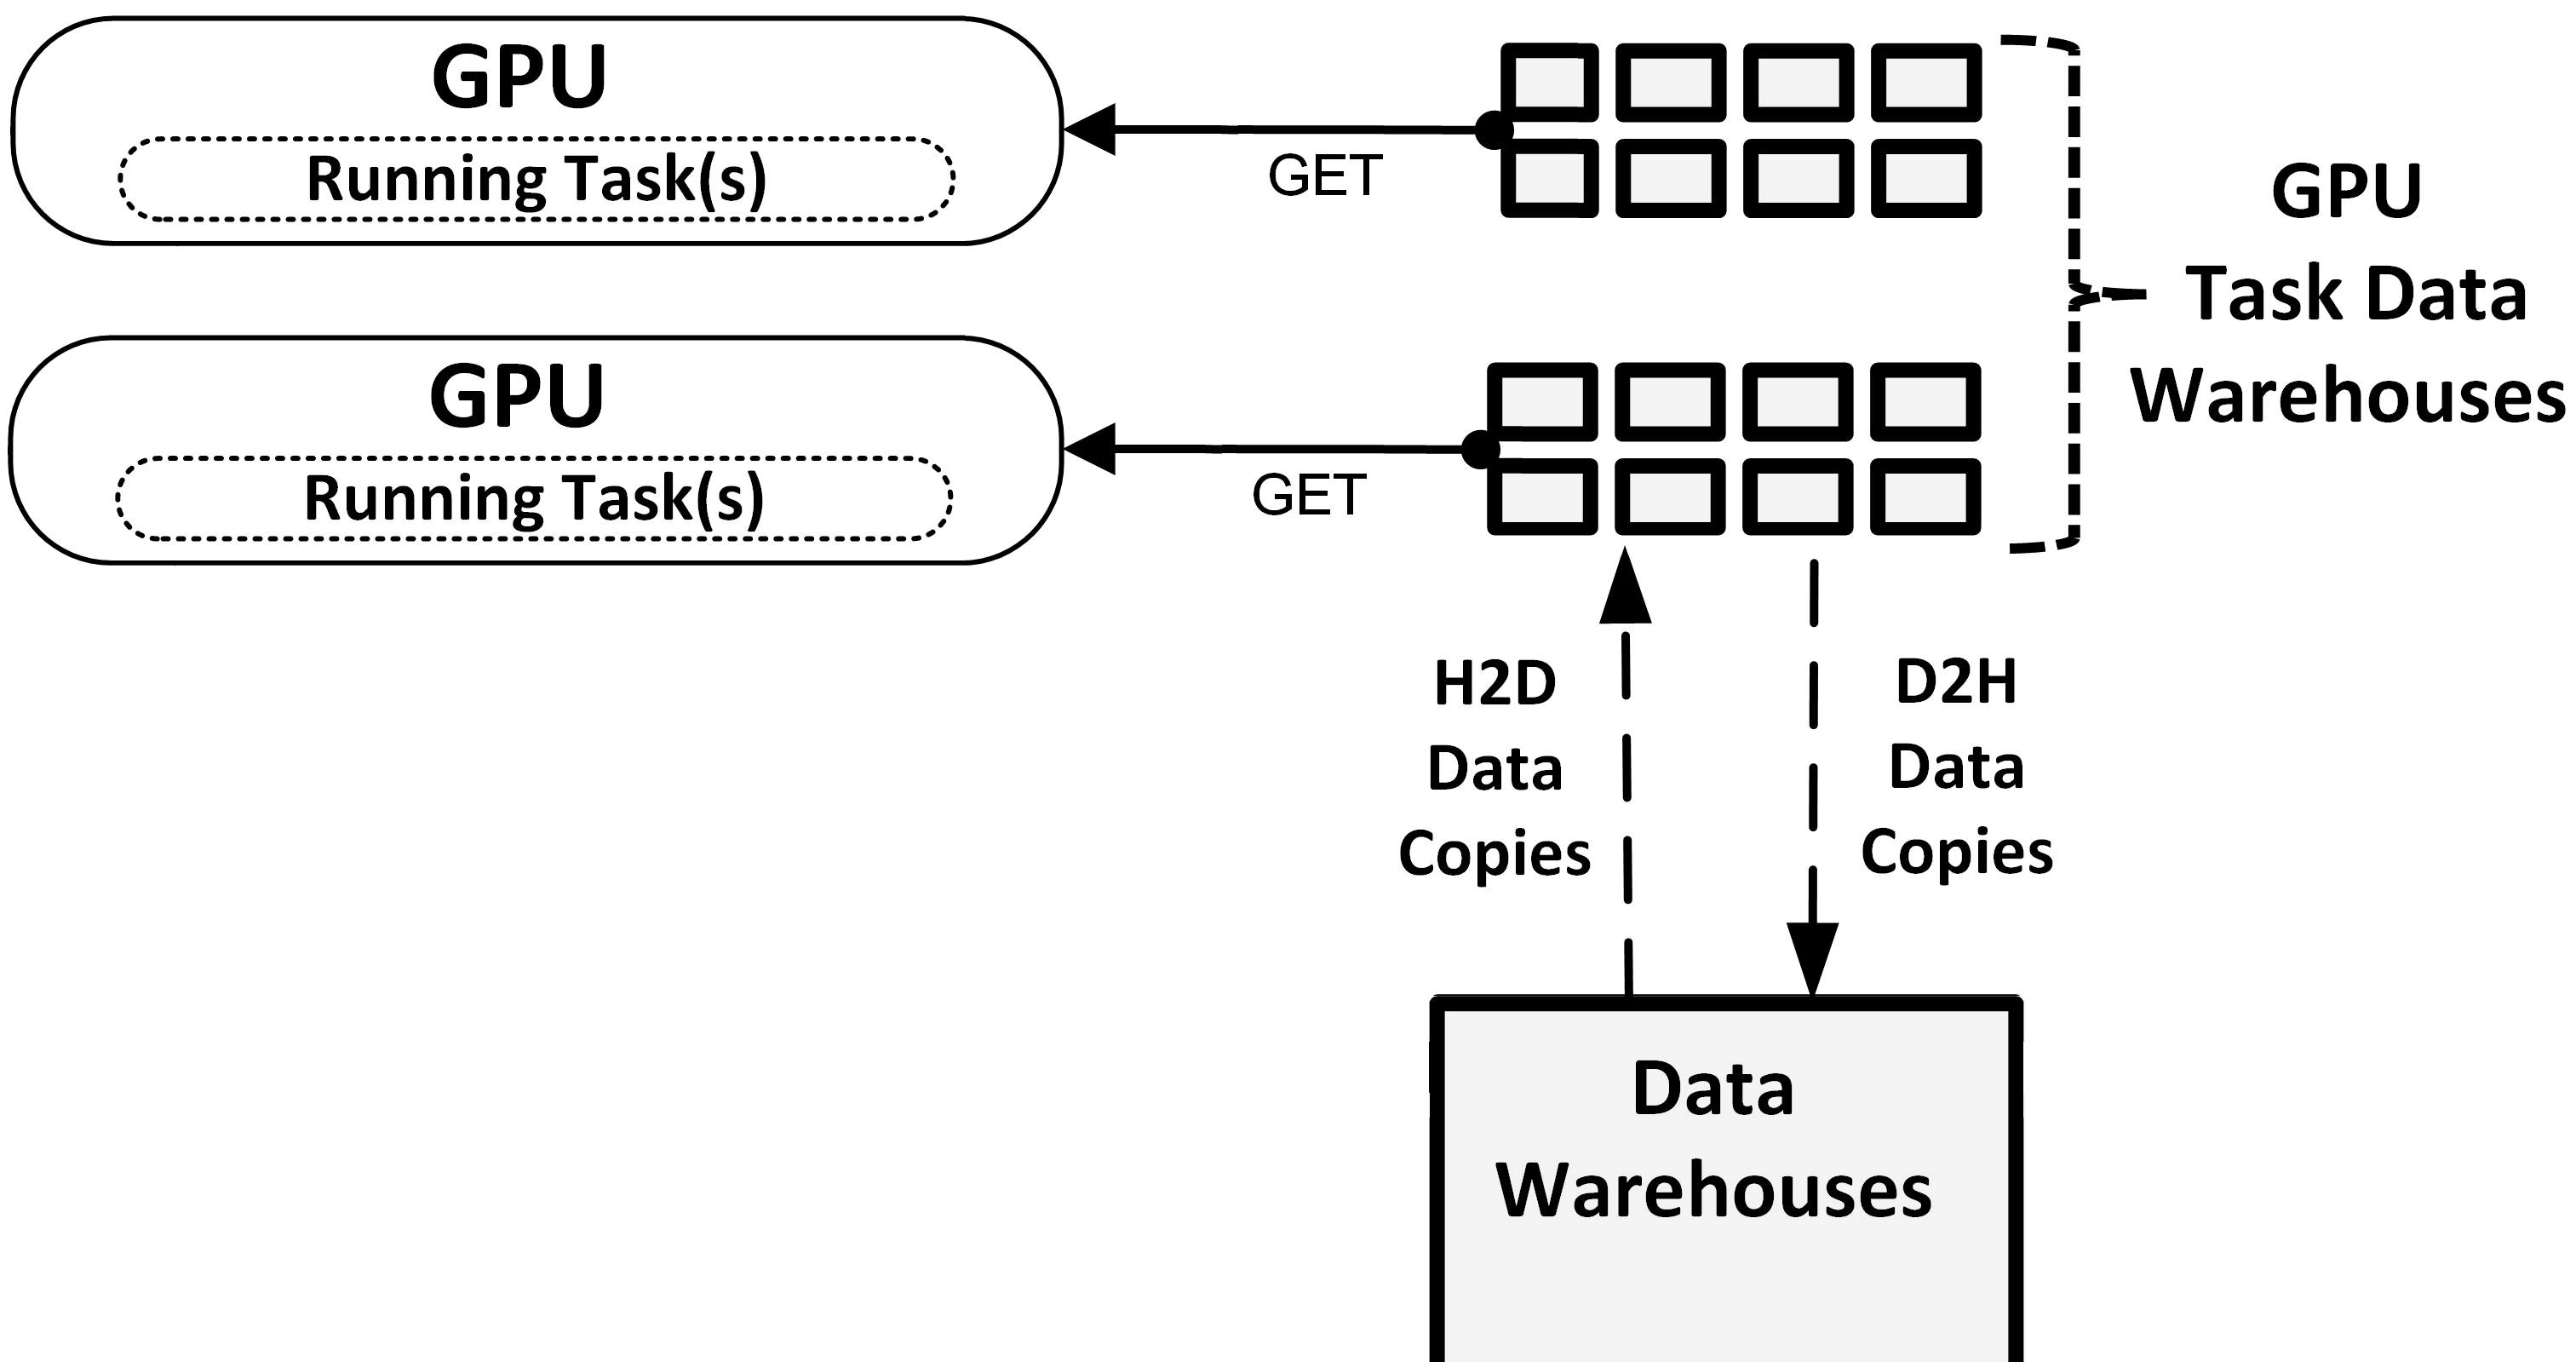 GPU
Running Task(s)
GET
GPU
Task Data
Warehouses
GPU
Running Task(s)
GET
H2D
Data
Copies
D2H
Data
Copies
Data
Warehouses